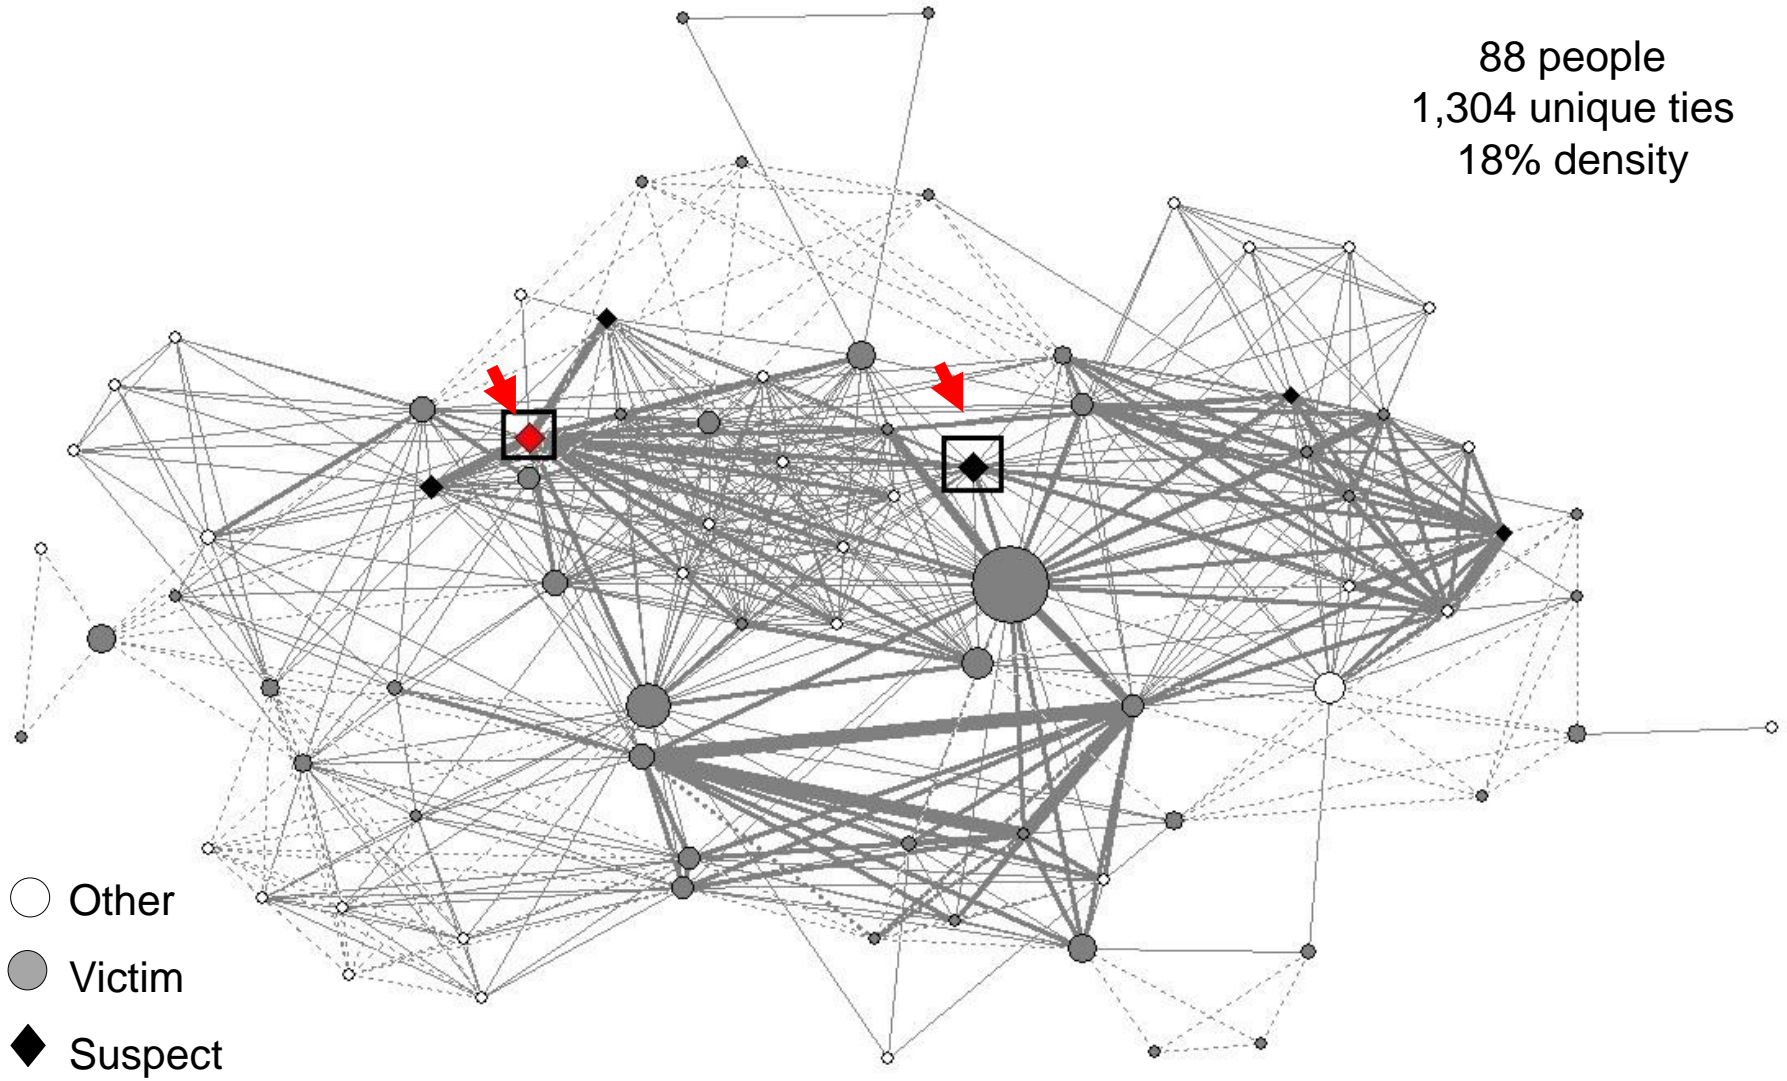 88 people
1,304 unique ties
18% density
Other
Victim
Suspect